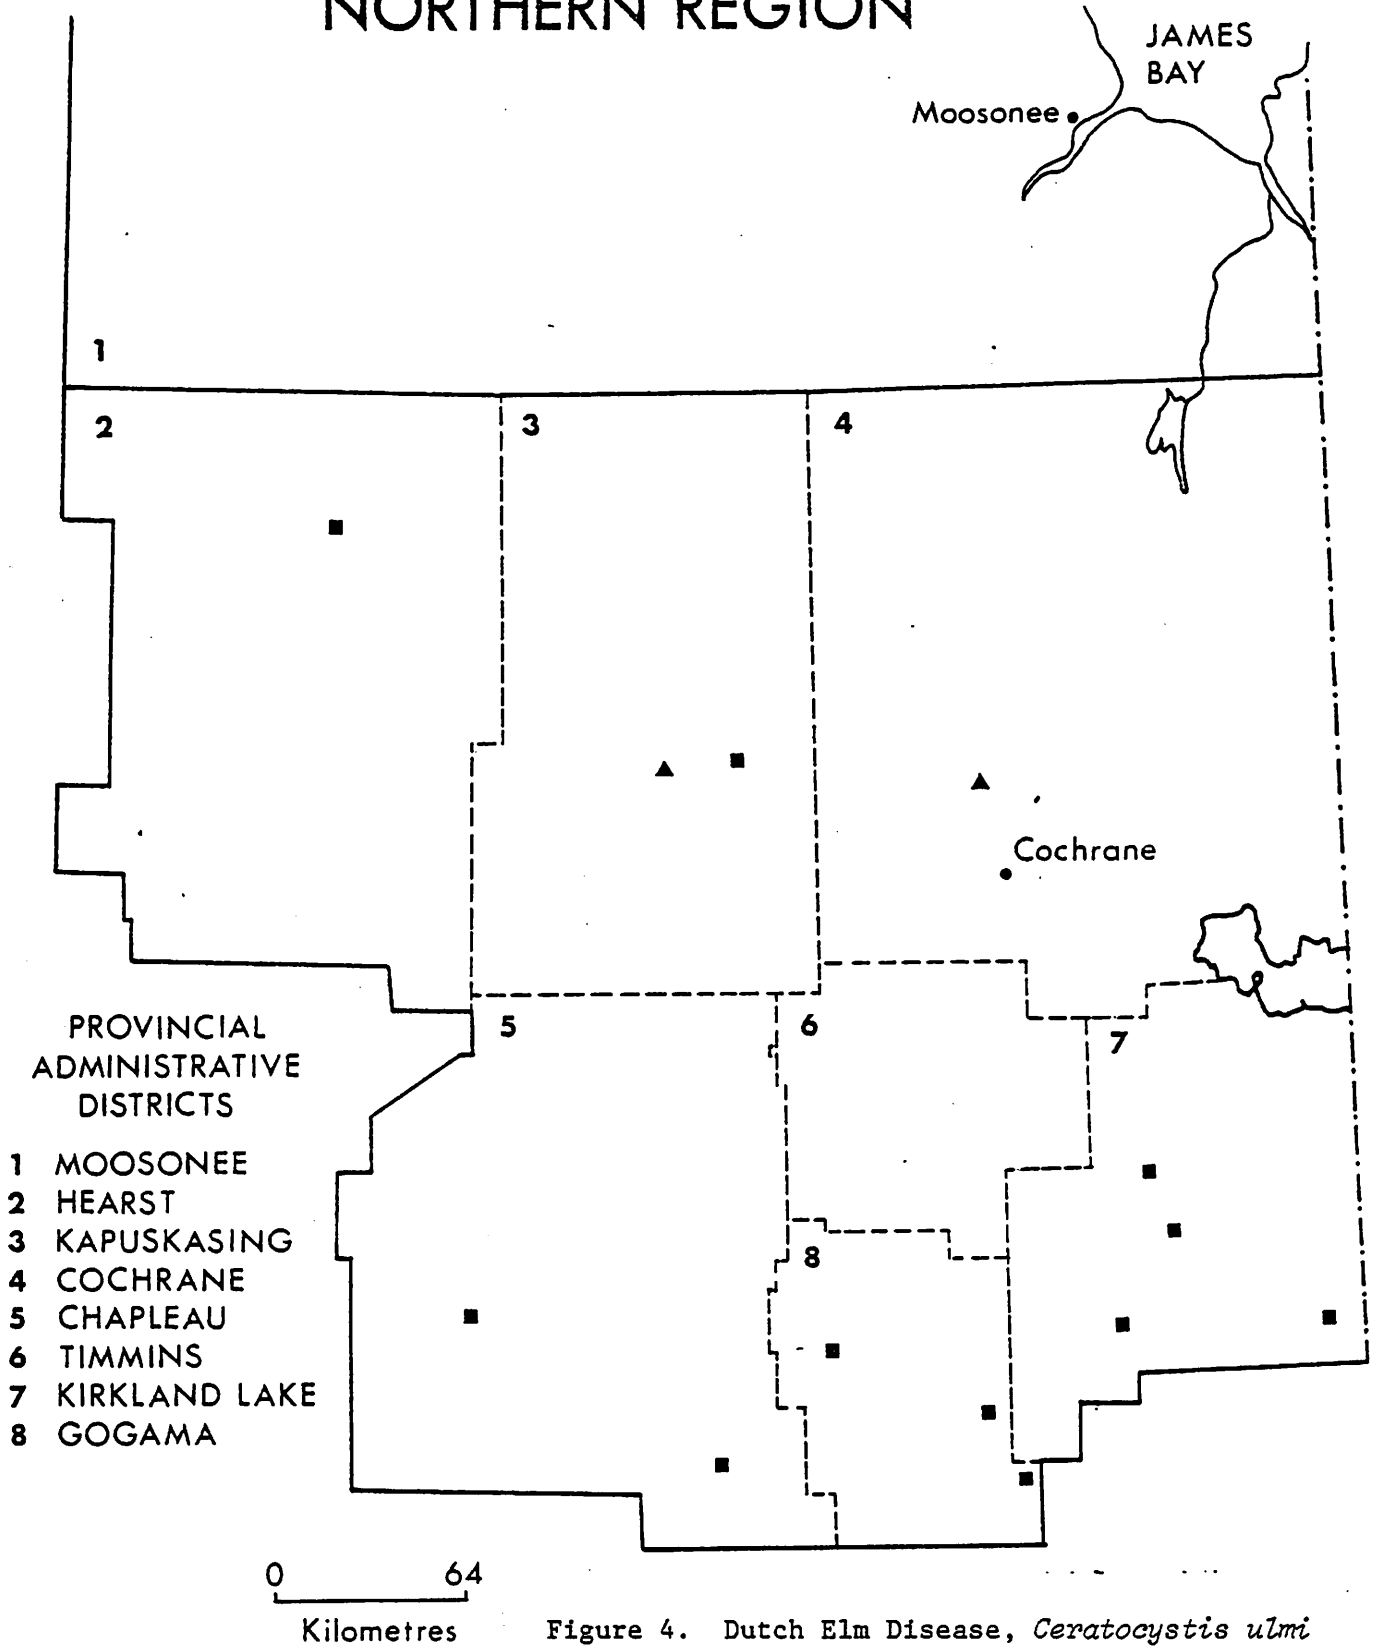 NORTHERN REGION
JAMES
BAY
Moosonee
1
2
3
4
Cochrane
5
6
7
8
PROVINCIAL
ADMINISTRATIVE
DISTRICTS
1 MOOSONEE
2 HEARST
3 KAPUSKASING
4 COCHRANE
5 CHAPLEAU
6 TIMMINS
7 KIRKLAND LAKE
8 GOGAMA
0 64
Kilometres
Figure 4. Dutch Elm Disease, Ceratocystis ulmi